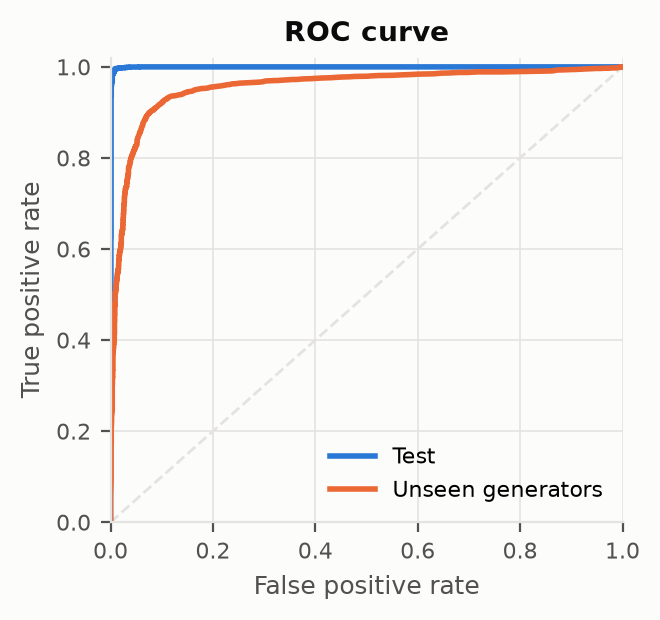 ROC curve
1.0
0.8
0.6
0.4
0.2
0.0
True positive rate
Test
Unseen generators
0.0 0.2 0.4 0.6 0.8 1.0
False positive rate